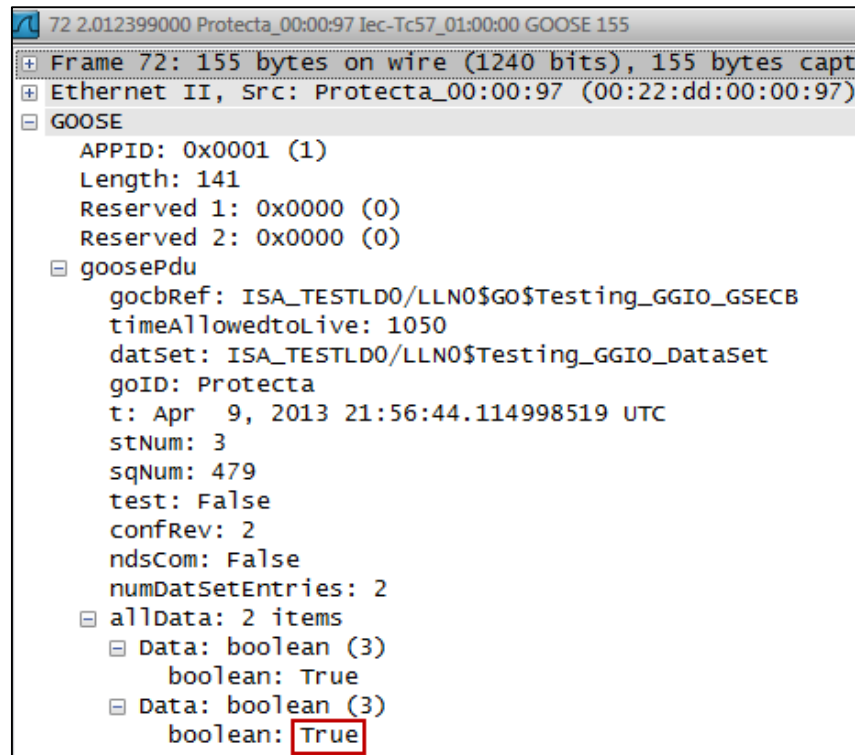 72 2.012399000 Protecta_00:00:97 Iec-Tc57_01:00:00 GOOSE 155
Frame 72: 155 bytes on wire (1240 bits), 155 bytes capt
Ethernet II, Src: Protecta_00:00:97 (00:22:dd:00:00:97)
GOOSE
APPID: 0x0001 (1)
Length: 141
Reserved 1: 0x0000 (0)
Reserved 2: 0x0000 (0)
goosePdu
gocbRef: ISA_TESTLD0/LLN0$GO$Testing_GGIO_GSECB
timeAllowedtoLive: 1050
datSet: ISA_TESTLD0/LLN0$Testing_GGIO_DataSet
goID: Protecta
t: Apr  9, 2013 21:56:44.114998519 UTC
stNum: 3
sqNum: 479
test: False
confRev: 2
ndsCom: False
numDatSetEntries: 2
allData: 2 items
Data: boolean (3)
boolean: True
Data: boolean (3)
boolean: True